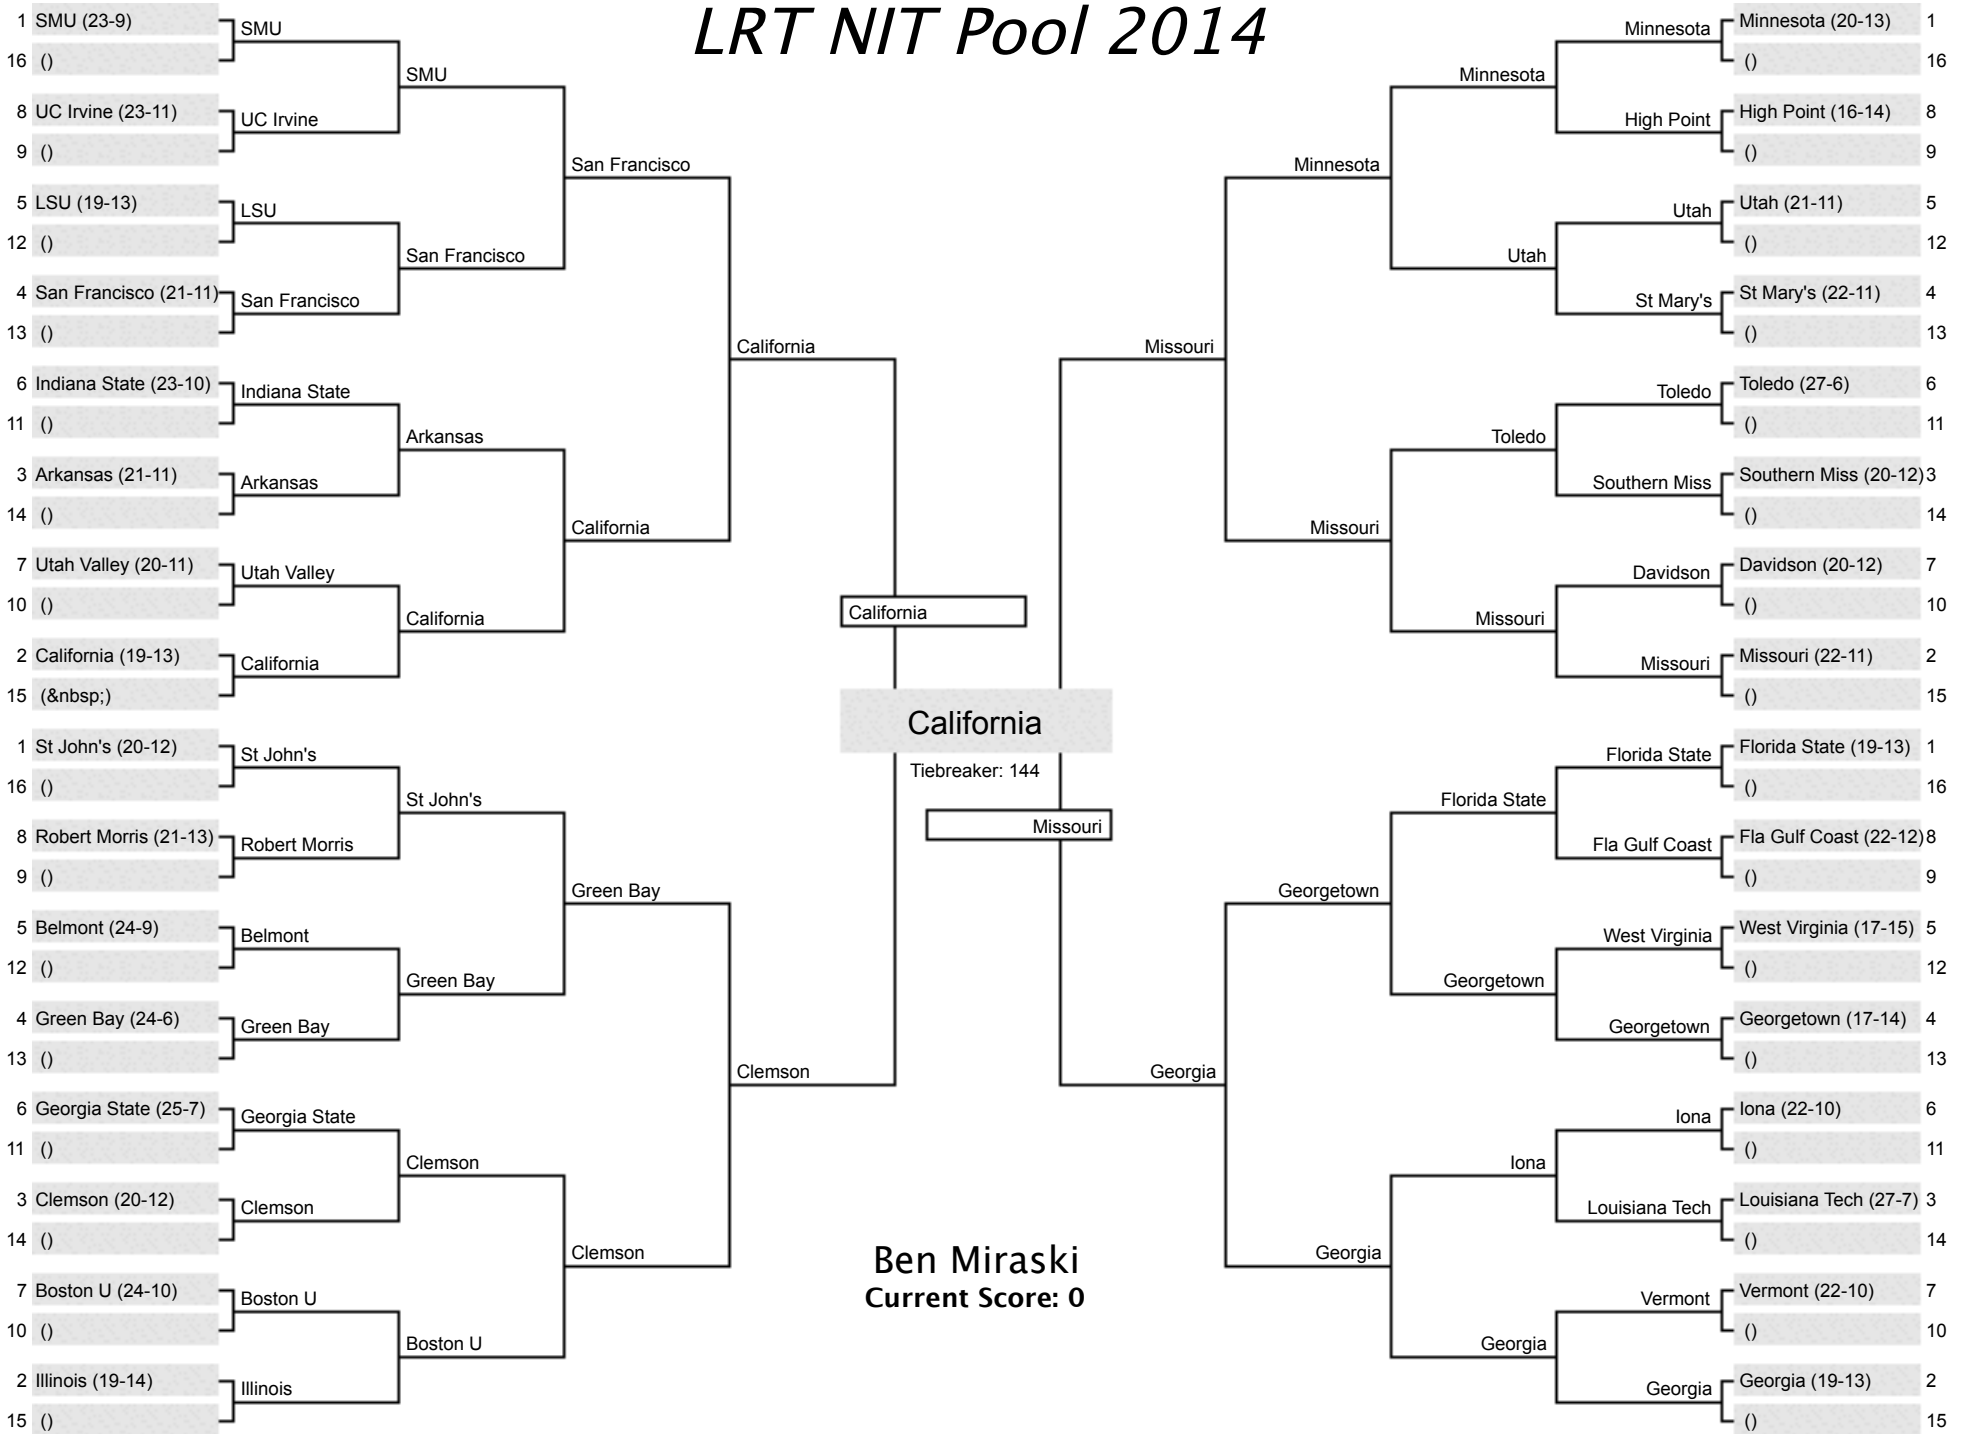 LRT NIT Pool 2014
1 SMU (23-9)
16 ()
8 UC Irvine (23-11)
9 ()
5 LSU (19-13)
12 ()
4 San Francisco (21-11)
13 ()
6 Indiana State (23-10)
11 ()
3 Arkansas (21-11)
14 ()
7 Utah Valley (20-11)
10 ()
2 California (19-13)
15 (&nbsp;)
1 St John's (20-12)
16 ()
8 Robert Morris (21-13)
9 ()
5 Belmont (24-9)
12 ()
4 Green Bay (24-6)
13 ()
6 Georgia State (25-7)
11 ()
3 Clemson (20-12)
14 ()
7 Boston U (24-10)
10 ()
2 Illinois (19-14)
15 ()
SMU
UC Irvine
LSU
San Francisco
Indiana State
Arkansas
Utah Valley
California
St John's
Robert Morris
Belmont
Green Bay
Georgia State
Clemson
Boston U
Illinois
SMU
San Francisco
Arkansas
California
St John's
Green Bay
Clemson
Boston U
San Francisco
California
Green Bay
Clemson
California
Clemson
California
California
Tiebreaker: 144
Missouri
Ben Miraski
Current Score: 0
Missouri
Georgia
Minnesota
Missouri
Georgetown
Georgia
Minnesota
Utah
Toledo
Missouri
Florida State
Georgetown
Iona
Georgia
Minnesota
High Point
Utah
St Mary's
Toledo
Southern Miss
Davidson
Missouri
Florida State
Fla Gulf Coast
West Virginia
Georgetown
Iona
Louisiana Tech
Vermont
Georgia
Minnesota (20-13) 1
() 16
High Point (16-14) 8
() 9
Utah (21-11) 5
() 12
St Mary's (22-11) 4
() 13
Toledo (27-6) 6
() 11
Southern Miss (20-12) 3
() 14
Davidson (20-12) 7
() 10
Missouri (22-11) 2
() 15
Florida State (19-13) 1
() 16
Fla Gulf Coast (22-12) 8
() 9
West Virginia (17-15) 5
() 12
Georgetown (17-14) 4
() 13
Iona (22-10) 6
() 11
Louisiana Tech (27-7) 3
() 14
Vermont (22-10) 7
() 10
Georgia (19-13) 2
() 15